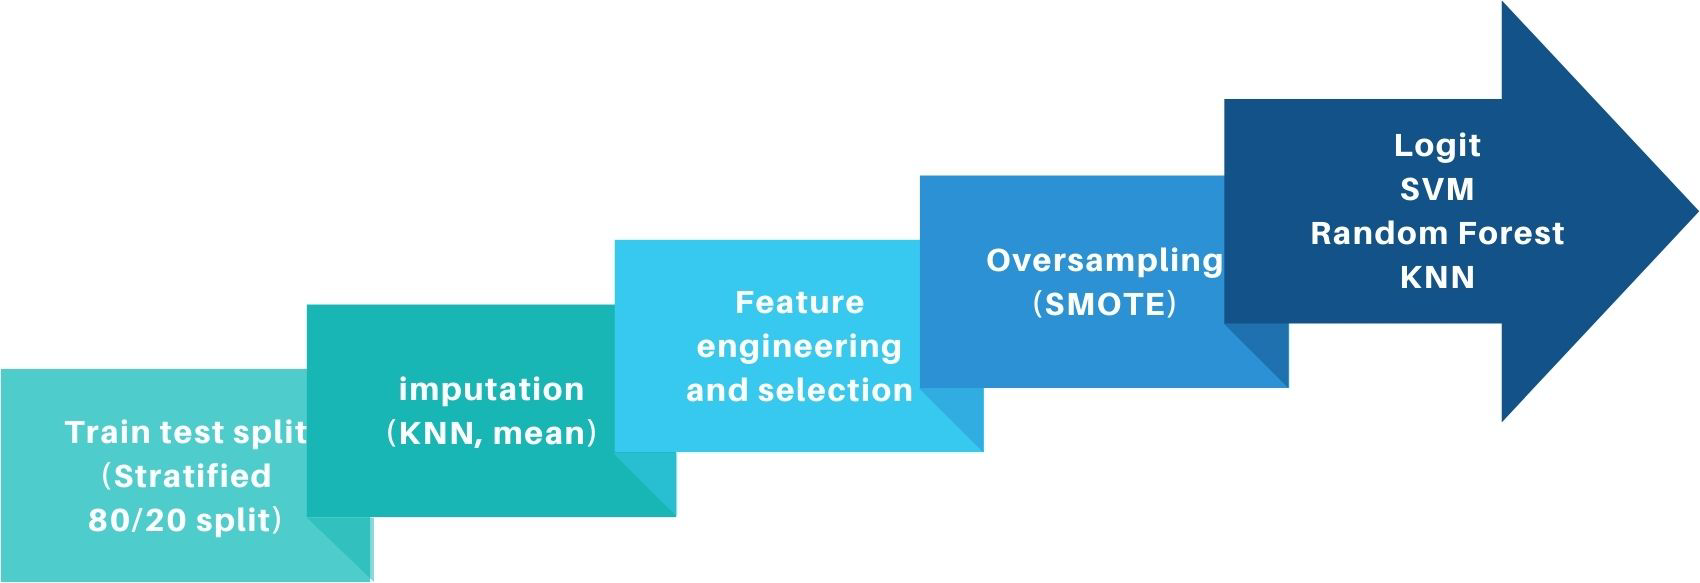 Train test split
(Stratified
80/20 split)
imputation
(KNN, mean)
Feature
engineering
and selection
Oversampling
(SMOTE)
Logit
SVM
Random Forest
KNN